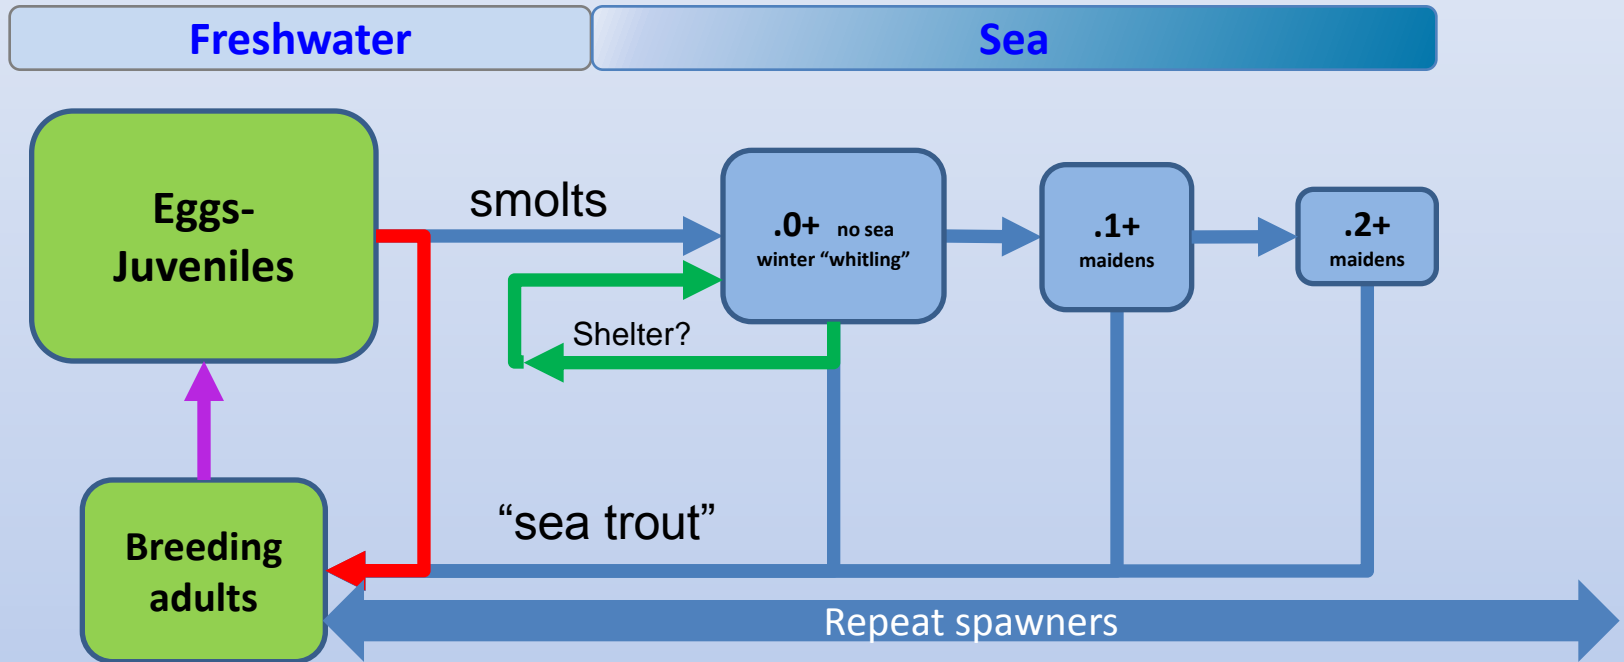 Freshwater
Sea
Eggs-
Juveniles
smolts
.0+ no sea
winter “whitling”
.1+
maidens
.2+
maidens
Shelter?
“sea trout”
Breeding
adults
Repeat spawners